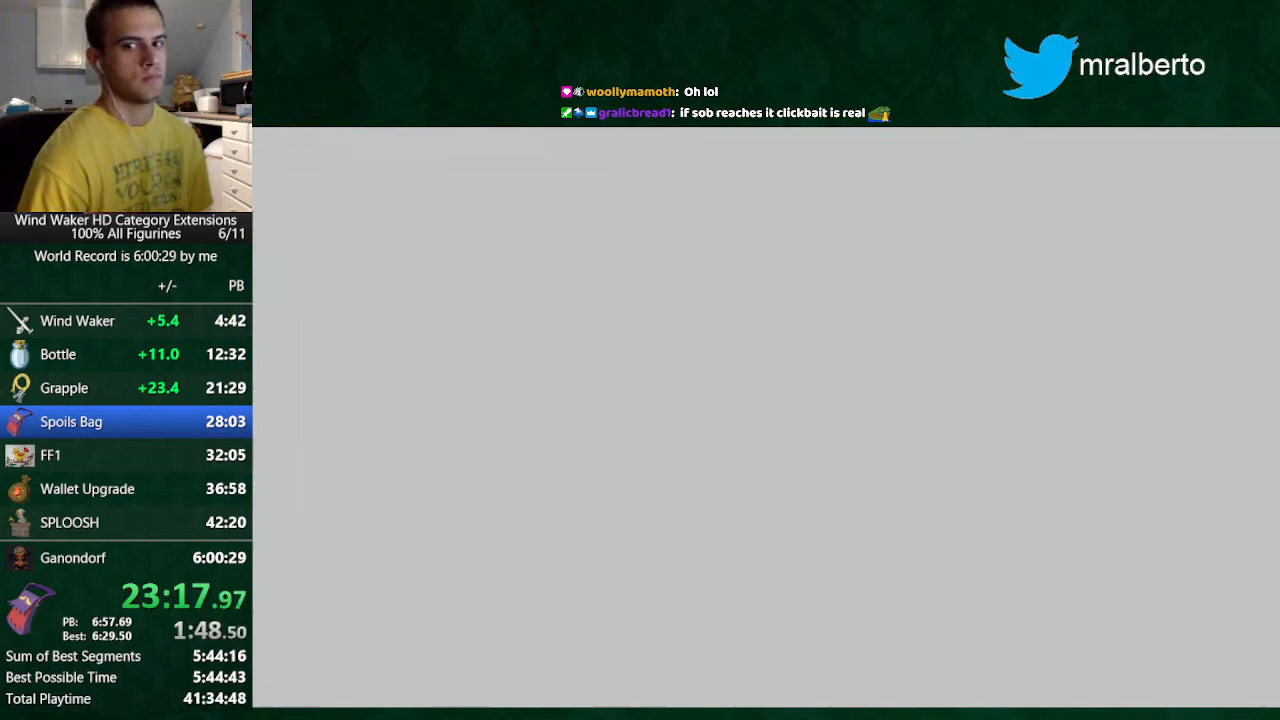 mralberto
woollymamoth: Oh lol
gralicbread1: if sob reaches it clickbait is real
Wind Waker HD Category Extensions
100% All Figurines 6/11
World Record is 6:00:29 by me
+/- PB
Wind Waker +5.4 4:42
Bottle +11.0 12:32
Grapple +23.4 21:29
Spoils Bag 28:03
FF1 32:05
Wallet Upgrade 36:58
SPLOOSH 42:20
Ganondorf 6:00:29
23:17.97
PB: 6:57.69
Best: 6:29.50
1:48.50
Sum of Best Segments 5:44:16
Best Possible Time 5:44:43
Total Playtime 41:34:48